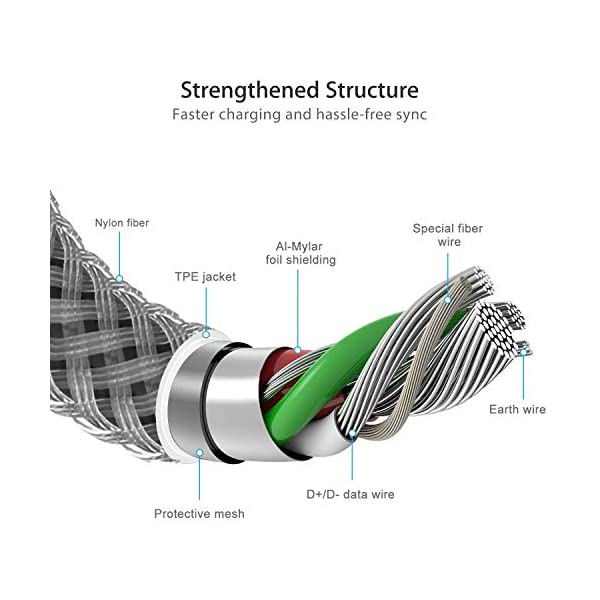 Strengthened Structure
Faster charging and hassle-free sync
Nylon fiber
TPE jacket
Al-Mylar
foil shielding
Special fiber
wire
Earth wire
D+/D- data wire
Protective mesh